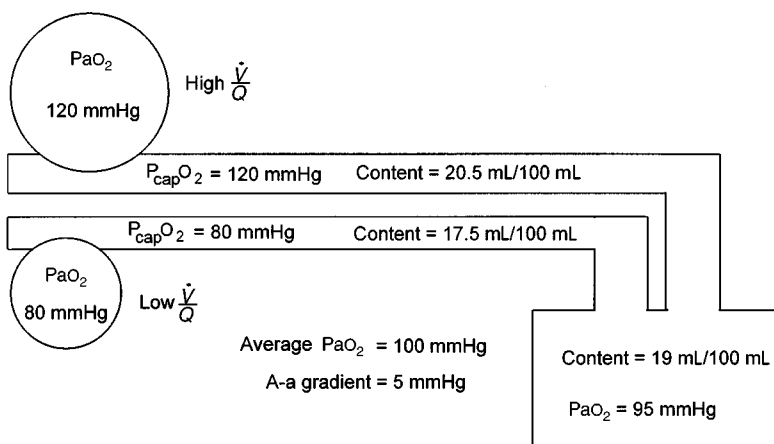 PaO₂
120 mmHg
High V̇/Q
PcapO₂ = 120 mmHg Content = 20.5 mL/100 mL
PcapO₂ = 80 mmHg Content = 17.5 mL/100 mL
PaO₂
80 mmHg
Low V̇/Q
Average PaO₂ = 100 mmHg
A-a gradient = 5 mmHg
Content = 19 mL/100 mL
PaO₂ = 95 mmHg